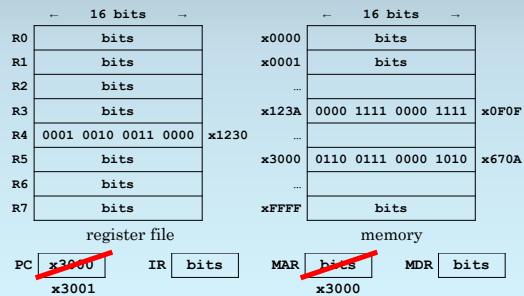 ← 16 bits → ← 16 bits →
R0 bits x0000 bits
R1 bits x0001 bits
R2 bits …
R3 bits x123A 0000 1111 0000 1111 x0F0F
R4 0001 0010 0011 0000 x1230 …
R5 bits x3000 0110 0111 0000 1010 x670A
R6 bits …
R7 bits xFFFF bits
register file memory
PC x3000 IR bits MAR bits MDR bits
x3001 x3000